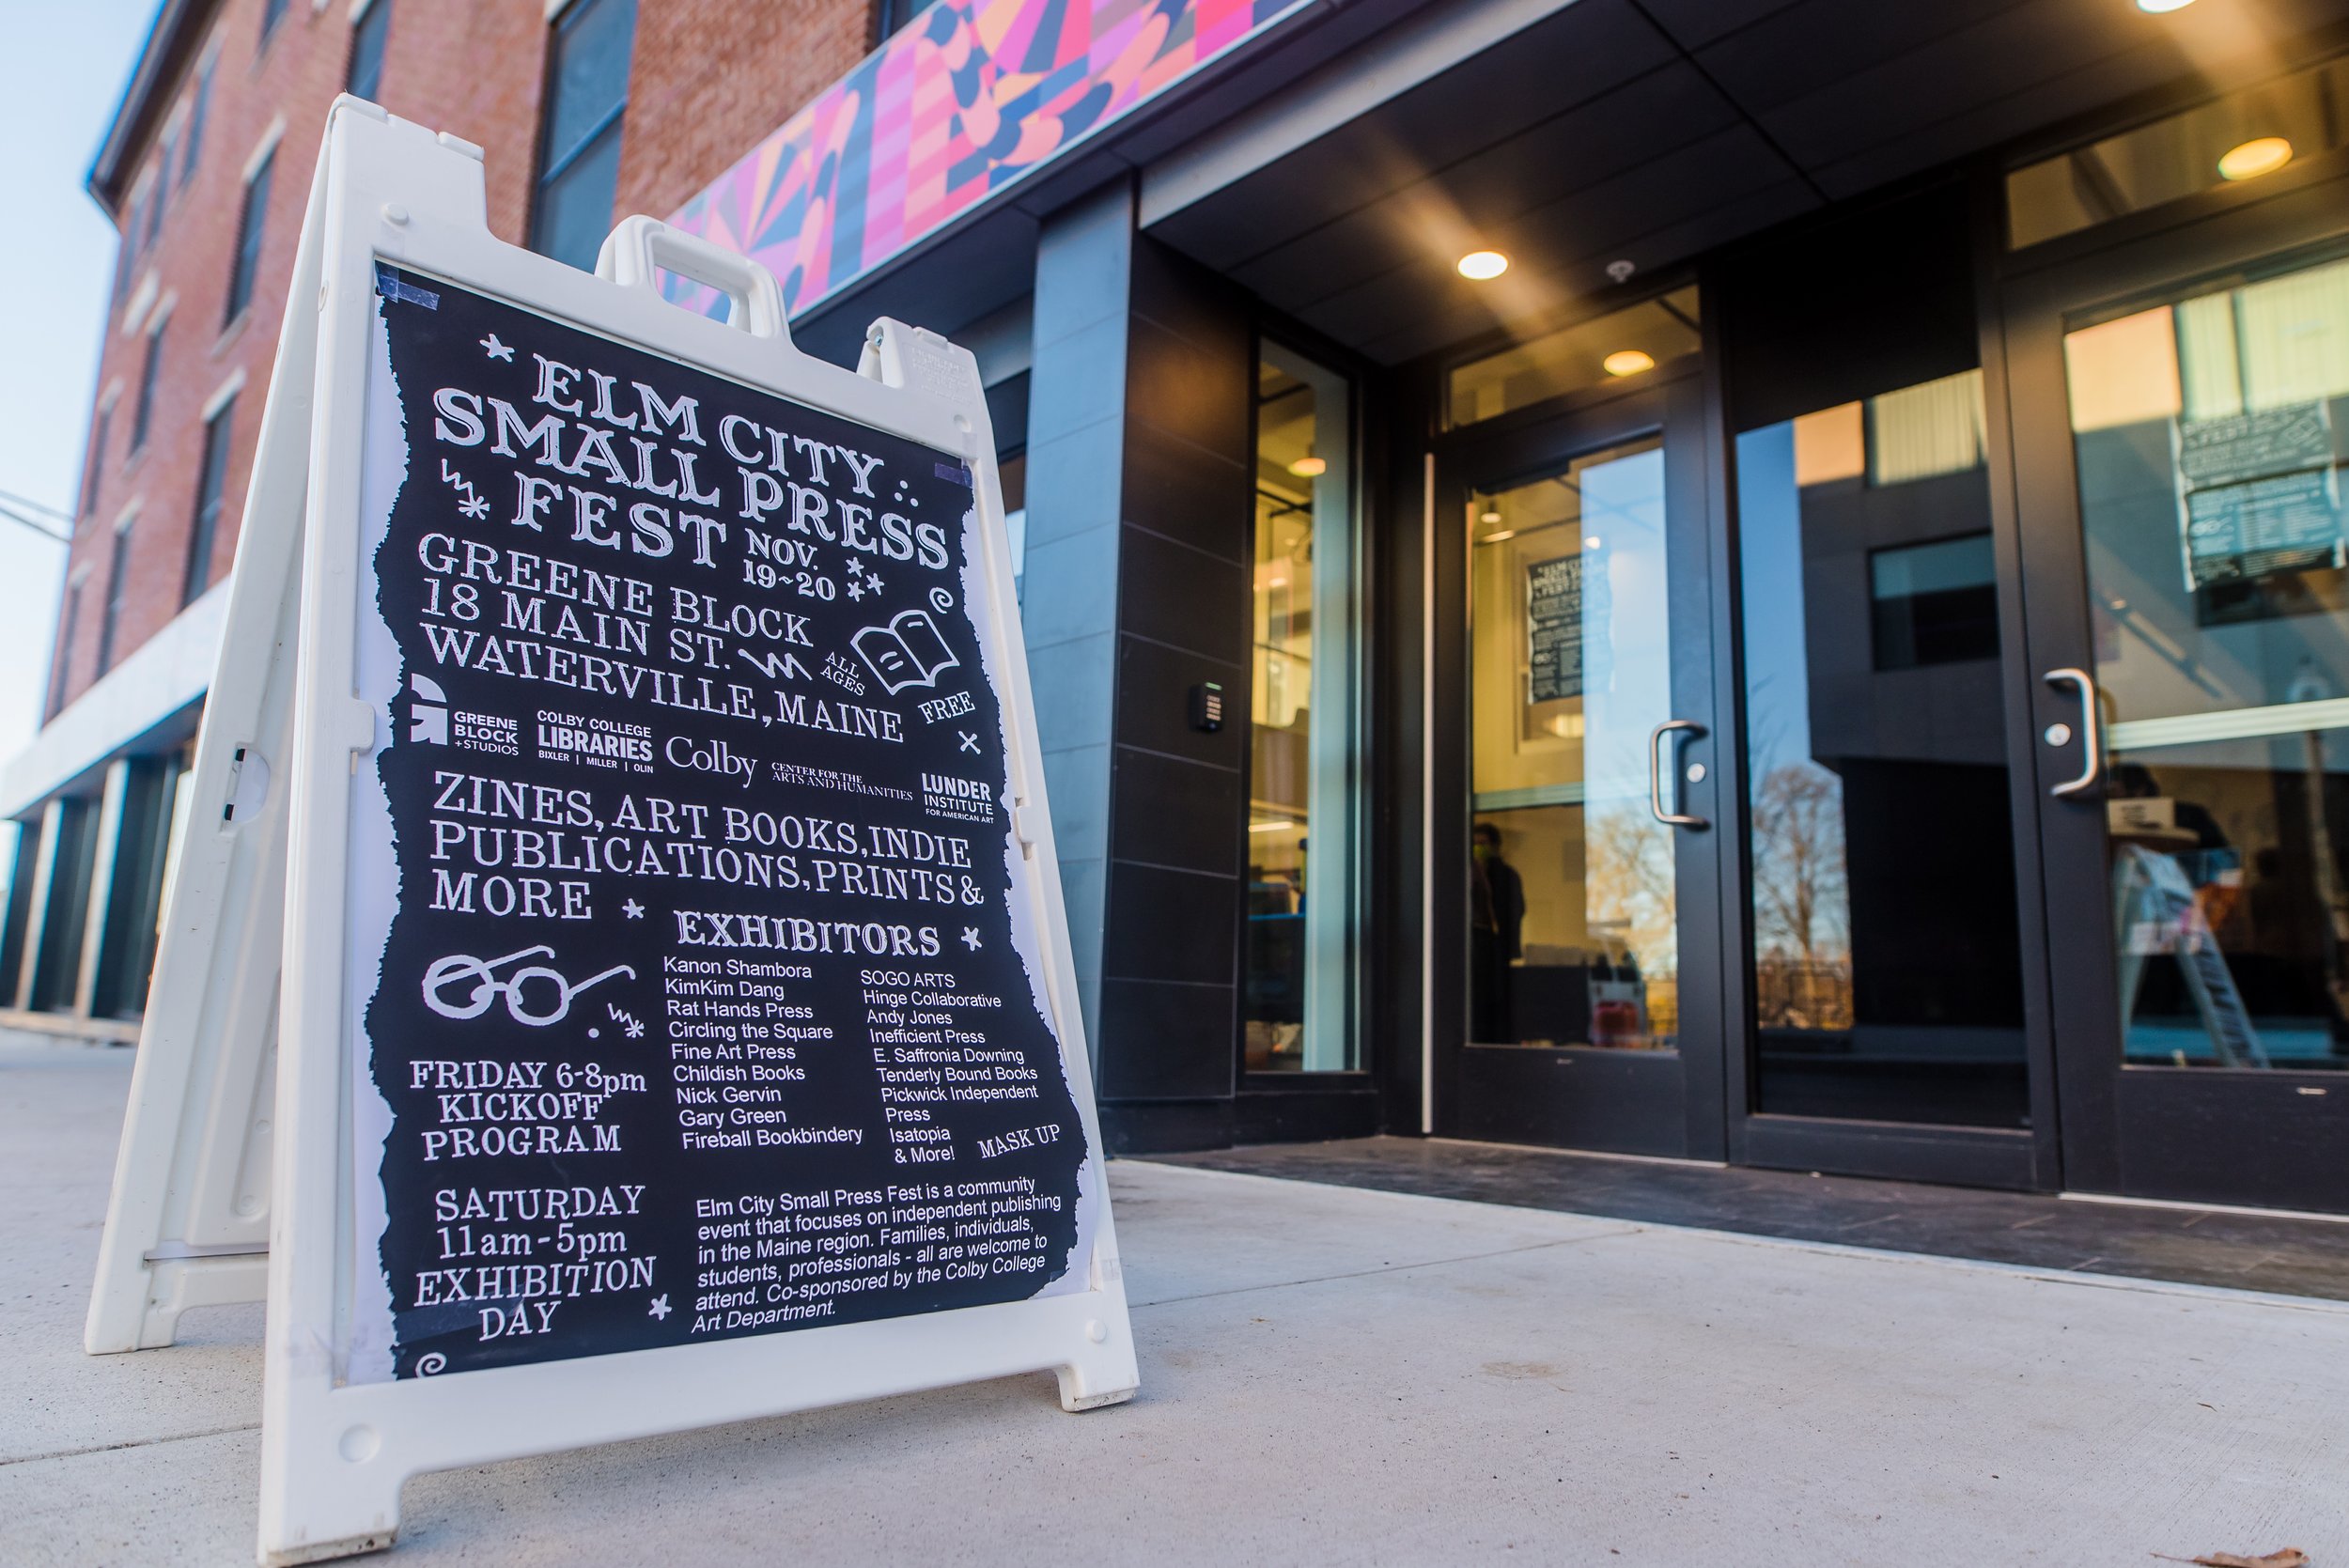 ELM CITY
SMALL PRESS
FEST
NOV.
19~20
GREENE BLOCK
18 MAIN ST.
WATERVILLE, MAINE
ALL
AGES
FREE
GREENE
BLOCK
+STUDIOS
COLBY COLLEGE
LIBRARIES
BIXLER | MILLER | OLIN
Colby
CENTER FOR THE
ARTS AND HUMANITIES
LUNDER
INSTITUTE
FOR AMERICAN ART
ZINES, ART BOOKS, INDIE
PUBLICATIONS, PRINTS &
MORE
EXHIBITORS
Kanon Shambora
KimKim Dang
Rat Hands Press
Circling the Square
Fine Art Press
Childish Books
Nick Gervin
Gary Green
Fireball Bookbindery
SOGO ARTS
Hinge Collaborative
Andy Jones
Inefficient Press
E. Saffronia Downing
Tenderly Bound Books
Pickwick Independent
Press
Isatopia
& More!
MASK UP
FRIDAY 6-8pm
KICKOFF
PROGRAM
SATURDAY
11am-5pm
EXHIBITION
DAY
Elm City Small Press Fest is a community
event that focuses on independent publishing
in the Maine region. Families, individuals,
students, professionals - all are welcome to
attend. Co-sponsored by the Colby College
Art Department.